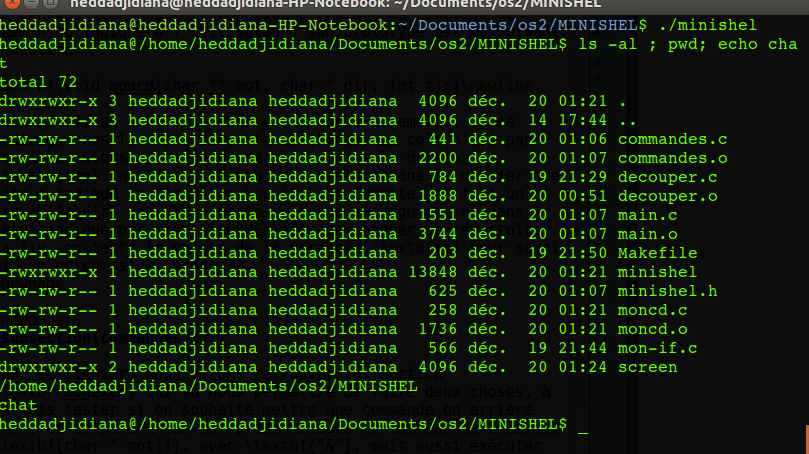 heddadjidiana@heddadjidiana-HP-Notebook: ~/Documents/os2/MINISHEL
heddadjidiana@heddadjidiana-HP-Notebook:~/Documents/os2/MINISHEL$ ./minishel
heddadjidiana@/home/heddadjidiana/Documents/os2/MINISHEL$ ls -al ; pwd; echo cha
t
total 72
drwxrwxr-x 3 heddadjidiana heddadjidiana 4096 déc. 20 01:21 .
drwxrwxr-x 3 heddadjidiana heddadjidiana 4096 déc. 14 17:44 ..
-rw-rw-r-- 1 heddadjidiana heddadjidiana 441 déc. 20 01:06 commandes.c
-rw-rw-r-- 1 heddadjidiana heddadjidiana 2200 déc. 20 01:07 commandes.o
-rw-rw-r-- 1 heddadjidiana heddadjidiana 784 déc. 19 21:29 decouper.c
-rw-rw-r-- 1 heddadjidiana heddadjidiana 1888 déc. 20 00:51 decouper.o
-rw-rw-r-- 1 heddadjidiana heddadjidiana 1551 déc. 20 01:07 main.c
-rw-rw-r-- 1 heddadjidiana heddadjidiana 3744 déc. 20 01:07 main.o
-rw-rw-r-- 1 heddadjidiana heddadjidiana 203 déc. 19 21:50 Makefile
-rwxrwxr-x 1 heddadjidiana heddadjidiana 13848 déc. 20 01:21 minishel
-rw-rw-r-- 1 heddadjidiana heddadjidiana 625 déc. 20 01:07 minishel.h
-rw-rw-r-- 1 heddadjidiana heddadjidiana 258 déc. 20 01:21 moncd.c
-rw-rw-r-- 1 heddadjidiana heddadjidiana 1736 déc. 20 01:21 moncd.o
-rw-rw-r-- 1 heddadjidiana heddadjidiana 566 déc. 19 21:44 mon-if.c
drwxrwxr-x 2 heddadjidiana heddadjidiana 4096 déc. 20 01:24 screen
/home/heddadjidiana/Documents/os2/MINISHEL
chat
heddadjidiana@/home/heddadjidiana/Documents/os2/MINISHEL$ _